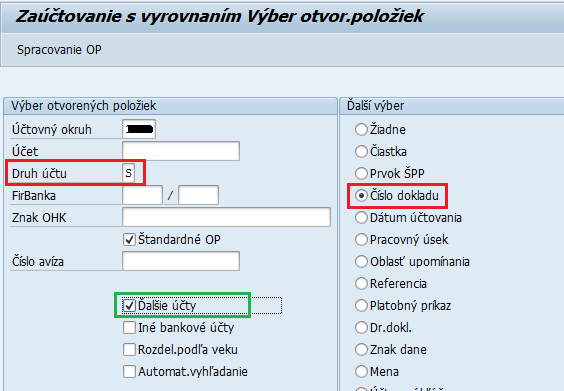 Zaúčtovanie s vyrovnaním Výber otvor.položiek
Spracovanie OP
Výber otvorených položiek
Účtovný okruh
Účet
Druh účtu S
FirBanka /
Znak OHK
Štandardné OP
Číslo avíza
Ďalšie účty
Iné bankové účty
Rozdel.podľa veku
Automat.vyhľadanie
Ďalší výber
Žiadne
Čiastka
Prvok ŠPP
Číslo dokladu
Dátum účtovania
Pracovný úsek
Oblasť upomínania
Referencia
Platobný príkaz
Dr.dokl.
Znak dane
Mena